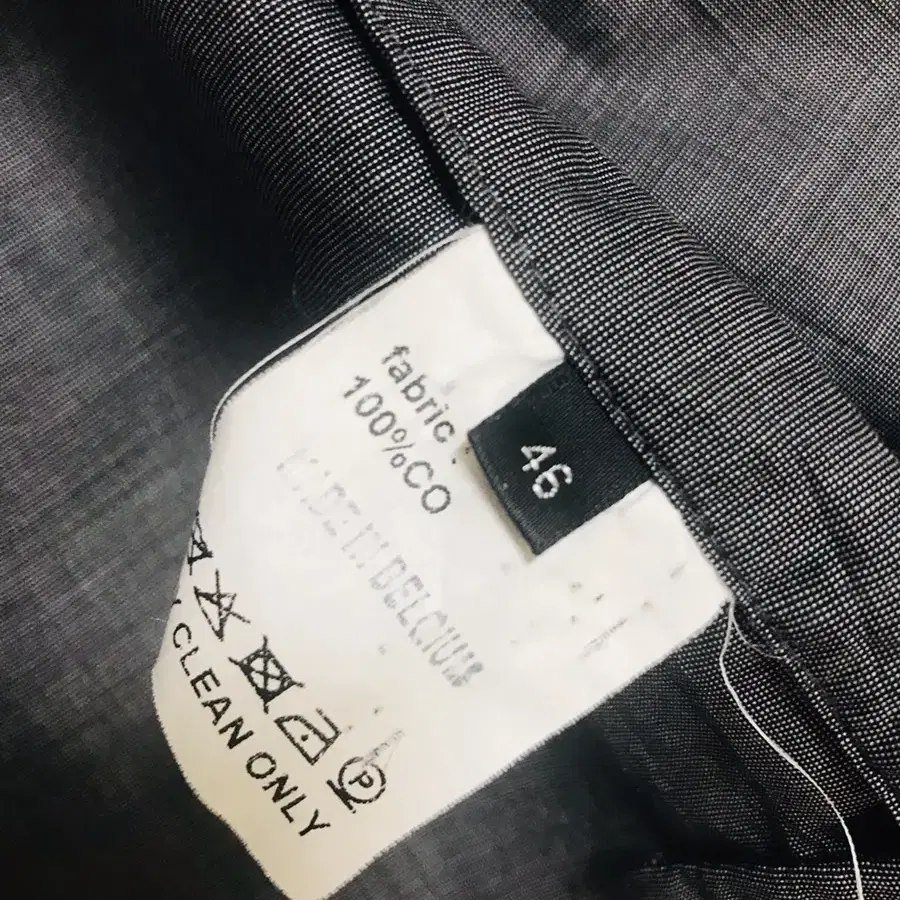 46
fabric
100%CO
MADE IN BELGIUM
CLEAN ONLY
P